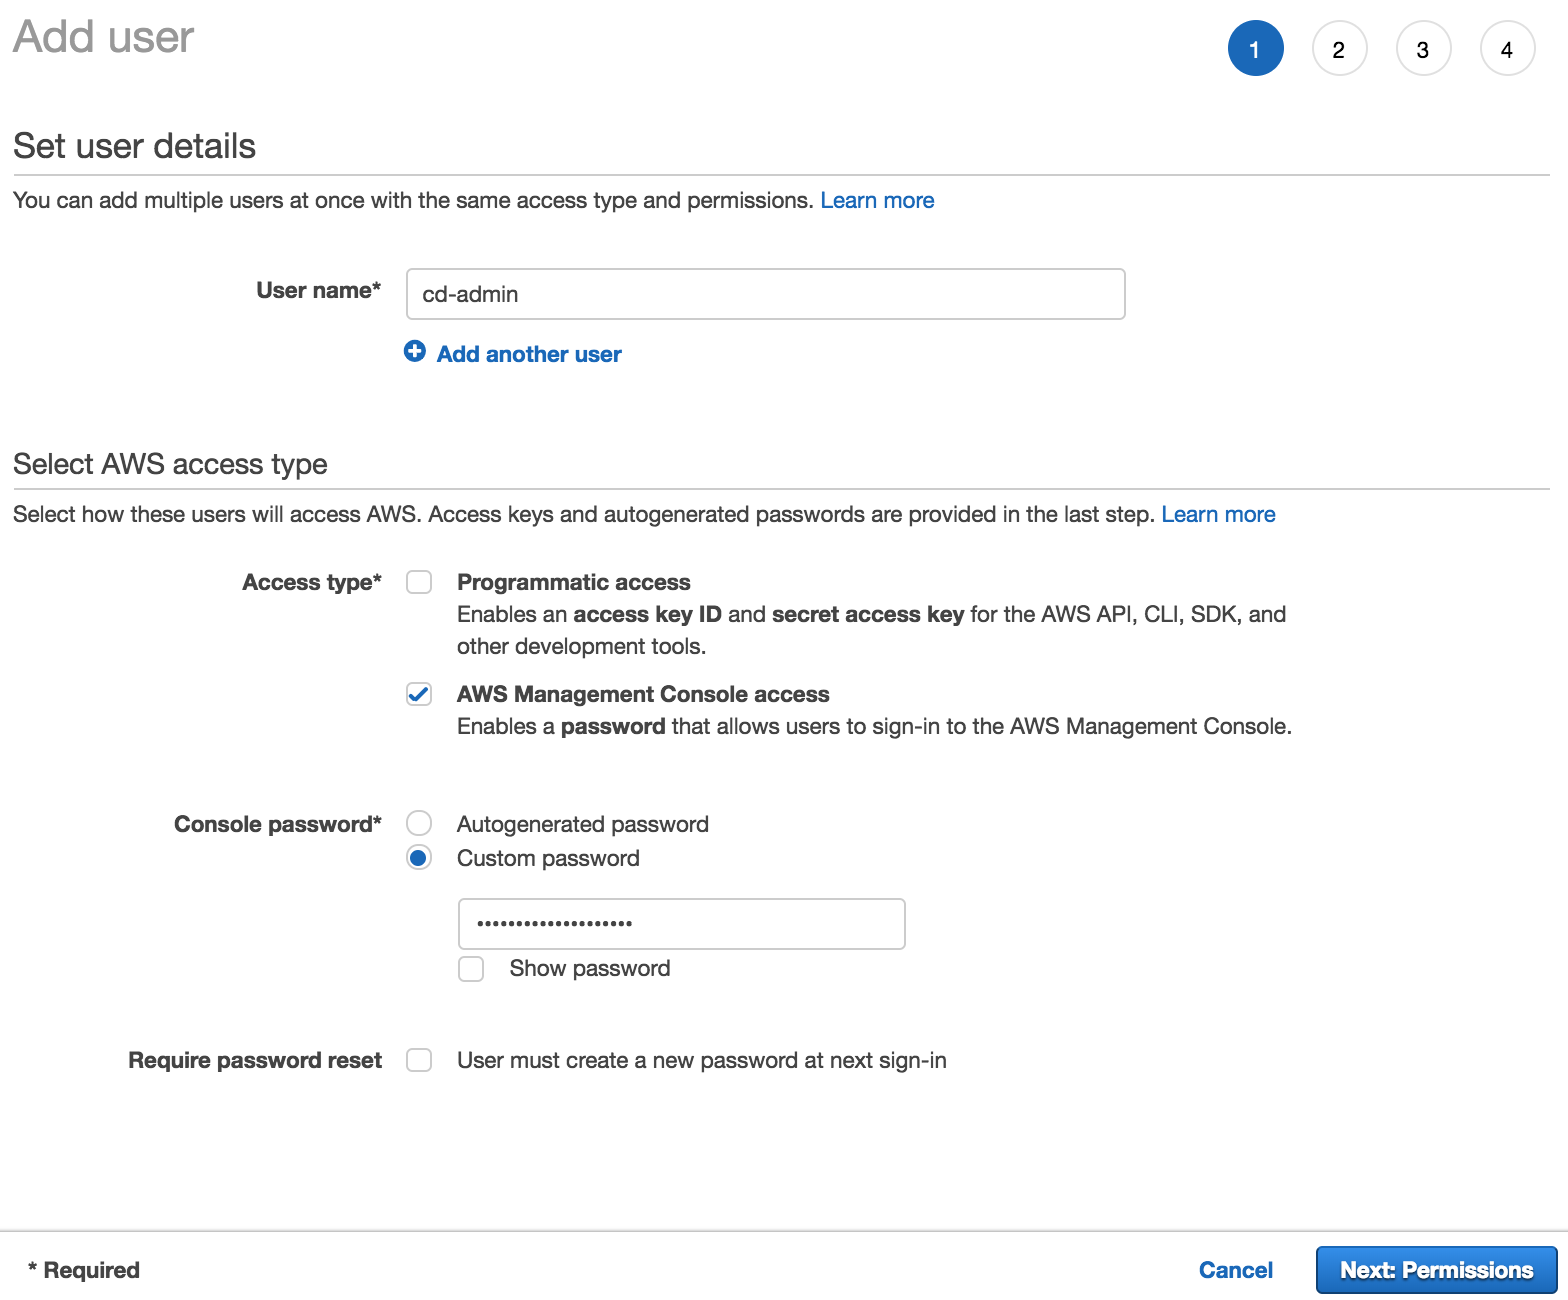 Add user
1 2 3 4
Set user details
You can add multiple users at once with the same access type and permissions. Learn more
User name* cd-admin
Add another user
Select AWS access type
Select how these users will access AWS. Access keys and autogenerated passwords are provided in the last step. Learn more
Access type* Programmatic access
Enables an access key ID and secret access key for the AWS API, CLI, SDK, and
other development tools.
AWS Management Console access
Enables a password that allows users to sign-in to the AWS Management Console.
Console password* Autogenerated password
Custom password
••••••••••••••••••••
Show password
Require password reset User must create a new password at next sign-in
* Required Cancel Next: Permissions